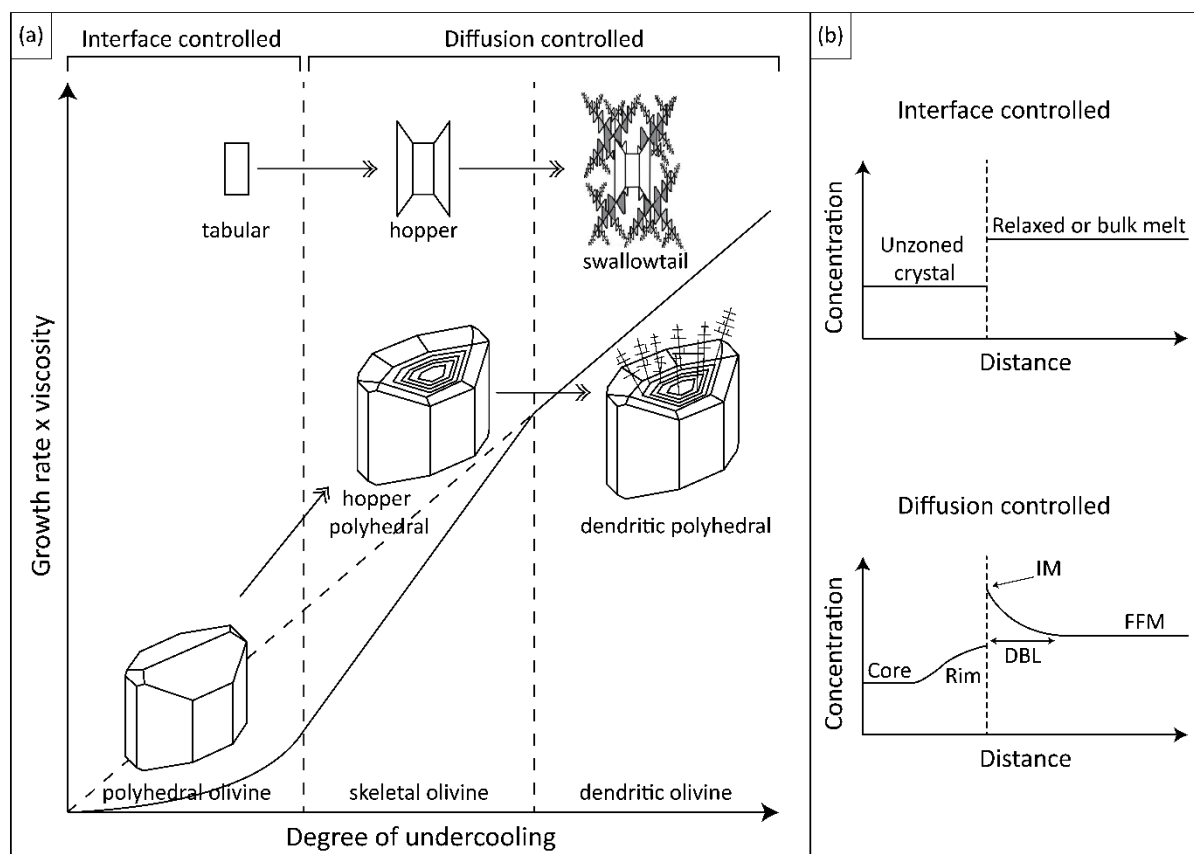 (a)
Interface controlled
Diffusion controlled
tabular
hopper
swallowtail
hopper
polyhedral
dendritic polyhedral
polyhedral olivine
skeletal olivine
dendritic olivine
Growth rate x viscosity
Degree of undercooling
(b)
Interface controlled
Concentration
Unzoned
crystal
Relaxed or bulk melt
Distance
Diffusion controlled
Concentration
IM
FFM
DBL
Core
Rim
Distance